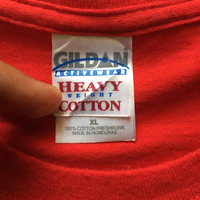 GILDAN
ACTIVEWEAR
HEAVY
WEIGHT
COTTON
XL
100% COTTON PRESHRUNK
MADE IN HONDURAS